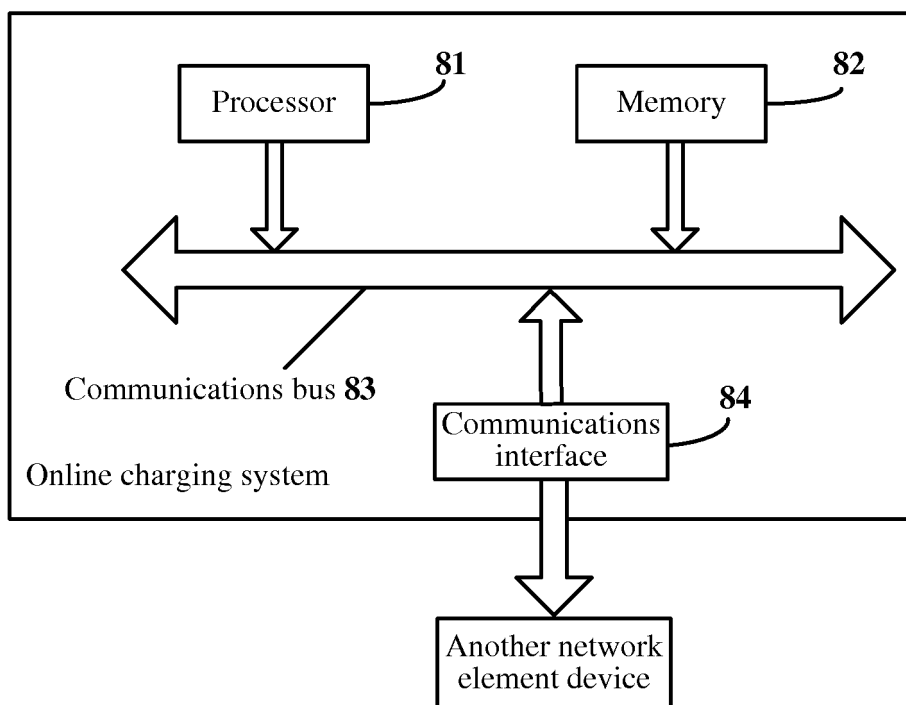 81
82
Processor
Memory
Communications bus 83
84
Communications
interface
Online charging system
Another network
element device